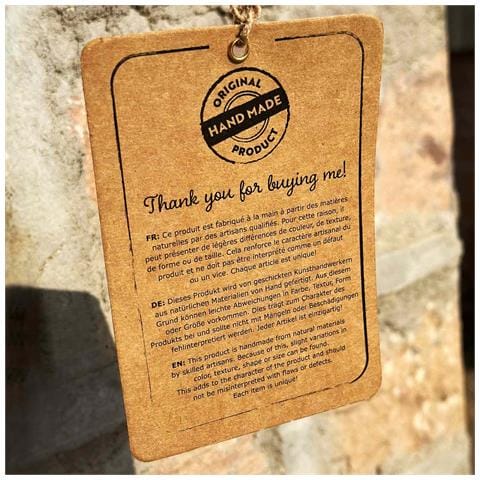 ORIGINAL
HAND MADE
PRODUCT
Thank you for buying me!
FR: Ce produit est fabriqué à la main à partir des matières
naturelles par des artisans qualifiés. Pour cette raison, il
peut présenter de légères différences de couleur, de texture,
de forme ou de taille. Cela renforce le caractère artisanal du
produit et ne doit pas être interprété comme un défaut
ou un vice. Chaque article est unique!
DE: Dieses Produkt wird von geschickten Kunsthandwerkern
aus natürlichen Materialien von Hand gefertigt. Aus diesem
Grund können leichte Abweichungen in Farbe, Textur, Form
oder Größe vorkommen. Dies trägt zum Charakter des
Produkts bei und sollte nicht mit Mängeln oder Beschädigungen
fehlinterpretiert werden. Jeder Artikel ist einzigartig!
EN: This product is handmade from natural materials
by skilled artisans. Because of this, slight variations in
color, texture, shape or size can be found.
This adds to the character of the product and should
not be misinterpreted with flaws or defects.
Each item is unique!